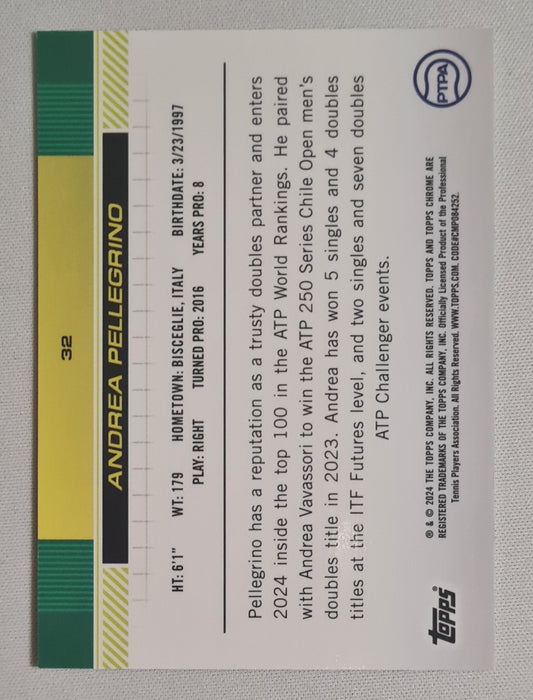 32
ANDREA PELLEGRINO
HT: 6'1" WT: 179 HOMETOWN: BISCEGLIE, ITALY BIRTHDATE: 3/23/1997
PLAY: RIGHT TURNED PRO: 2016 YEARS PRO: 8
Pellegrino has a reputation as a trusty doubles partner and enters
2024 inside the top 100 in the ATP World Rankings. He paired
with Andrea Vavassori to win the ATP 250 Series Chile Open men's
doubles title in 2023. Andrea has won 5 singles and 4 doubles
titles at the ITF Futures level, and two singles and seven doubles
ATP Challenger events.
Topps®
® & © 2024 THE TOPPS COMPANY, INC. ALL RIGHTS RESERVED. TOPPS AND TOPPS CHROME ARE
REGISTERED TRADEMARKS OF THE TOPPS COMPANY, INC. Officially Licensed Product of the Professional
Tennis Players Association. All Rights Reserved. WWW.TOPPS.COM. CODE#CMP084252.
PTPA